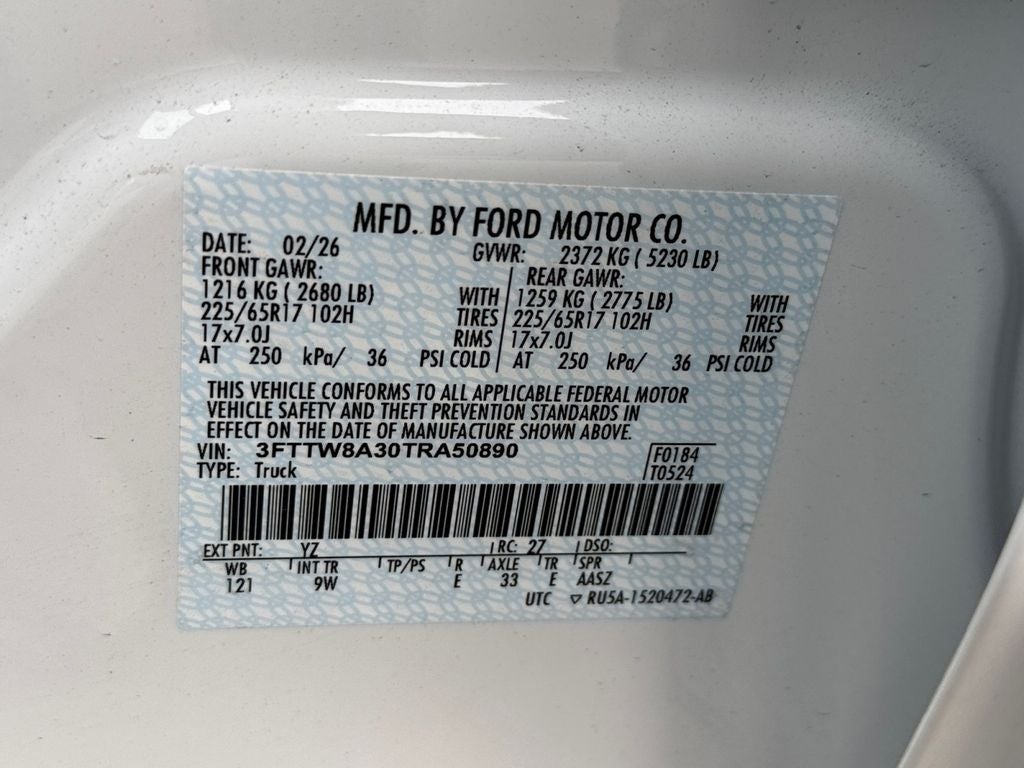 MFD. BY FORD MOTOR CO.
DATE: 02/26 GVWR: 2372 KG ( 5230 LB)
FRONT GAWR: REAR GAWR:
1216 KG ( 2680 LB) WITH 1259 KG ( 2775 LB) WITH
225/65R17 102H TIRES 225/65R17 102H TIRES
17x7.0J RIMS 17x7.0J RIMS
AT 250 kPa/ 36 PSI COLD AT 250 kPa/ 36 PSI COLD
THIS VEHICLE CONFORMS TO ALL APPLICABLE FEDERAL MOTOR
VEHICLE SAFETY AND THEFT PREVENTION STANDARDS IN
EFFECT ON THE DATE OF MANUFACTURE SHOWN ABOVE.
VIN: 3FTTW8A30TRA50890 F0184
TYPE: Truck T0524
EXT PNT: YZ RC: 27 DSO:
WB INT TR TP/PS R AXLE TR SPR
121 9W E 33 E AASZ
UTC ▽ RU5A-1520472-AB